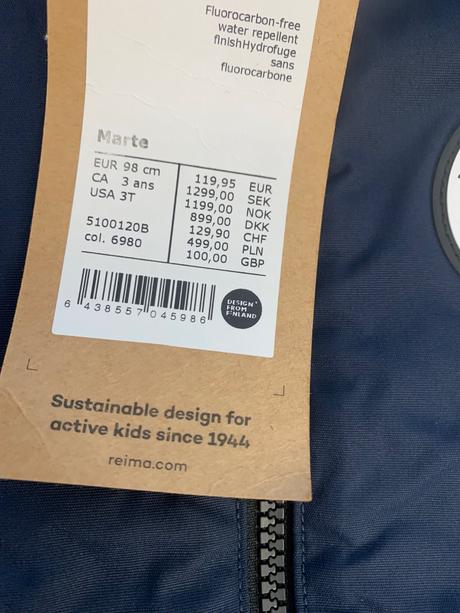 Fluorocarbon-free
water repellent
finishHydrofuge
sans
fluorocarbone
Marte
EUR 98 cm
CA 3 ans
USA 3T
5100120B
col. 6980
119,95 EUR
1299,00 SEK
1199,00 NOK
899,00 DKK
129,90 CHF
499,00 PLN
100,00 GBP
6 438557 045986
DESIGN
FROM
FINLAND
Sustainable design for
active kids since 1944
reima.com